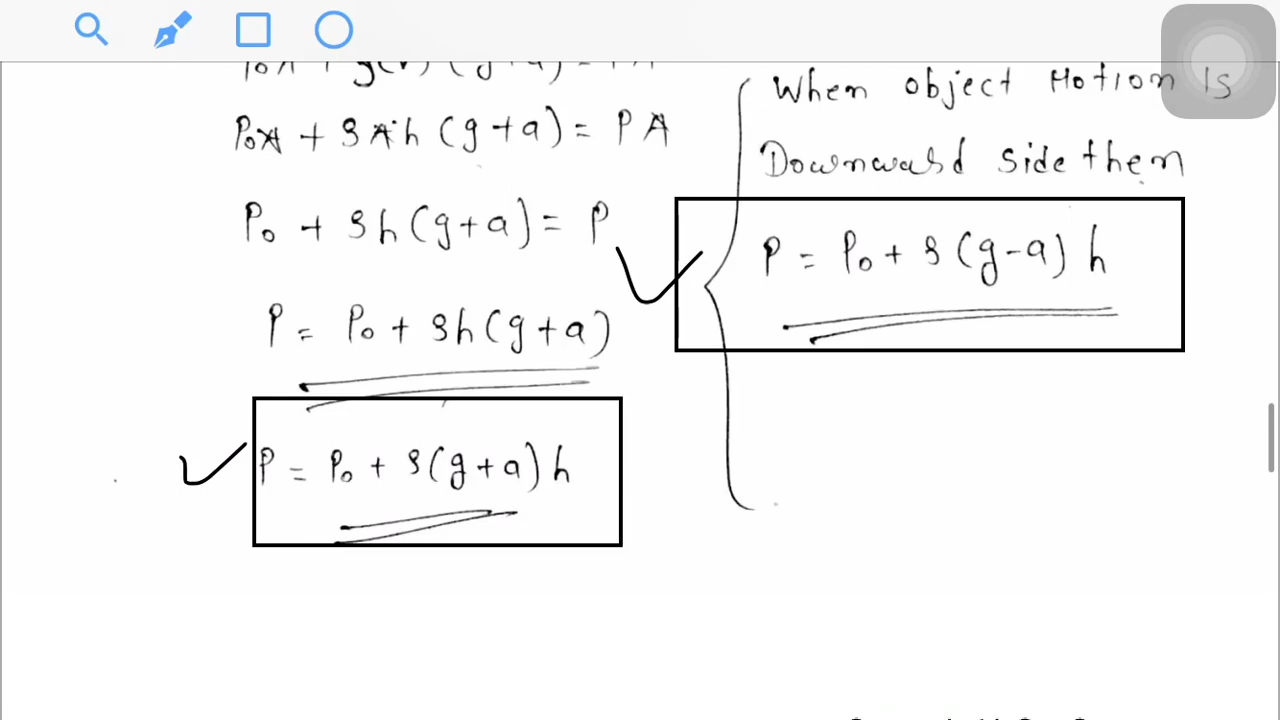 P₀A + ρAh (g+a) = PA
P₀ + ρh(g+a) = P
P = P₀ + ρh(g+a)
P = P₀ + ρ(g+a)h
When object Motion is
Downward side then
P = P₀ + ρ(g-a)h